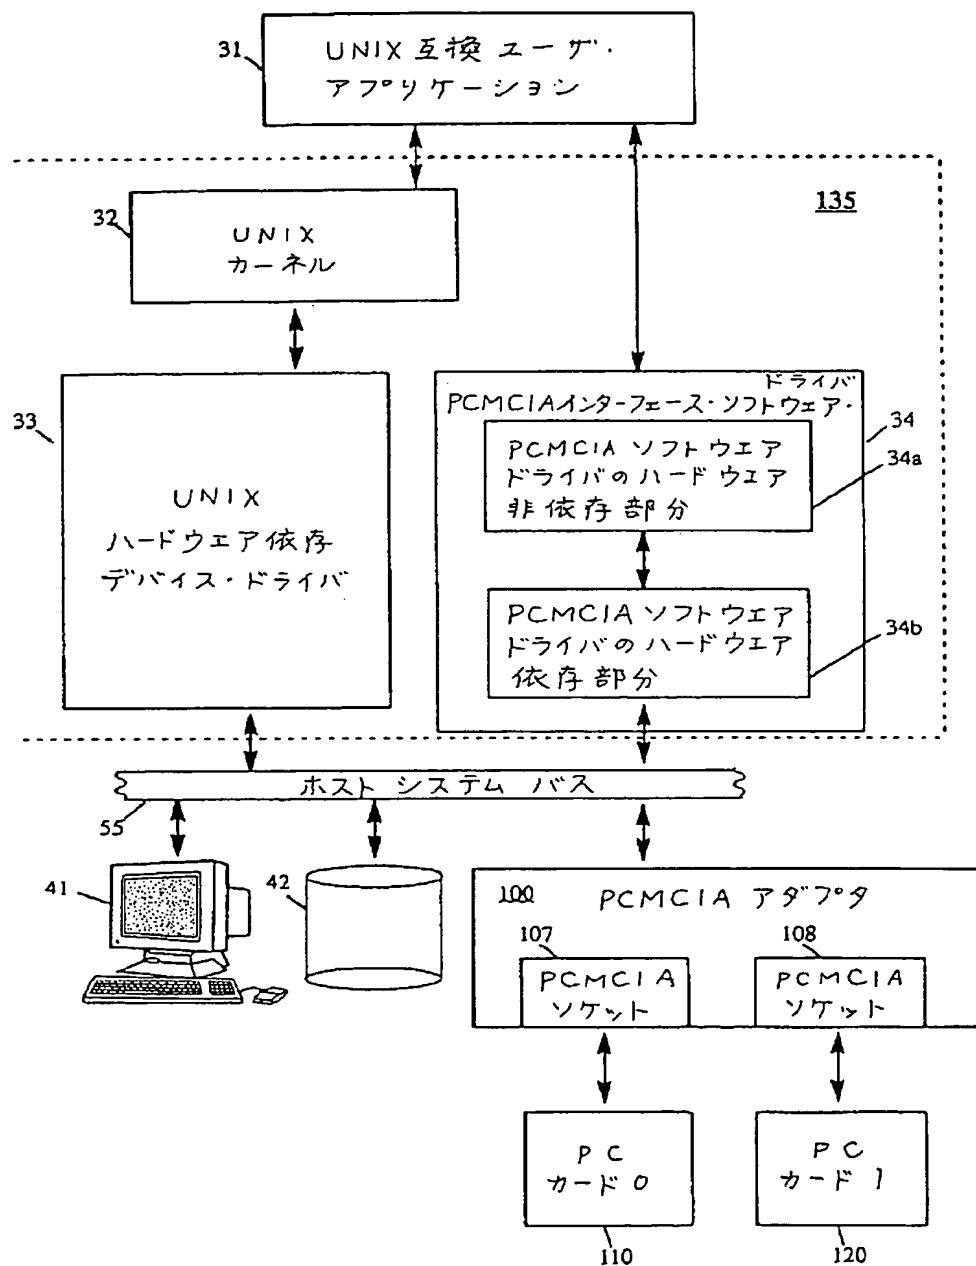 31
UNIX 互換 ユーザ・
アプリケーション
135
32
UNIX
カーネル
33
UNIX
ハードウエア依存
デバイス・ドライバ
ドライバ
PCMCIAインターフェース・ソフトウェア・
34
PCMCIA ソフトウエア
ドライバのハードウエア
非依存部分
34a
PCMCIA ソフトウエア
ドライバのハードウエア
依存部分
34b
ホスト システム バス
55
41
42
100
PCMCIA アダプタ
107
108
PCMCIA
ソケット
PCMCIA
ソケット
PC
カード 0
PC
カード 1
110
120